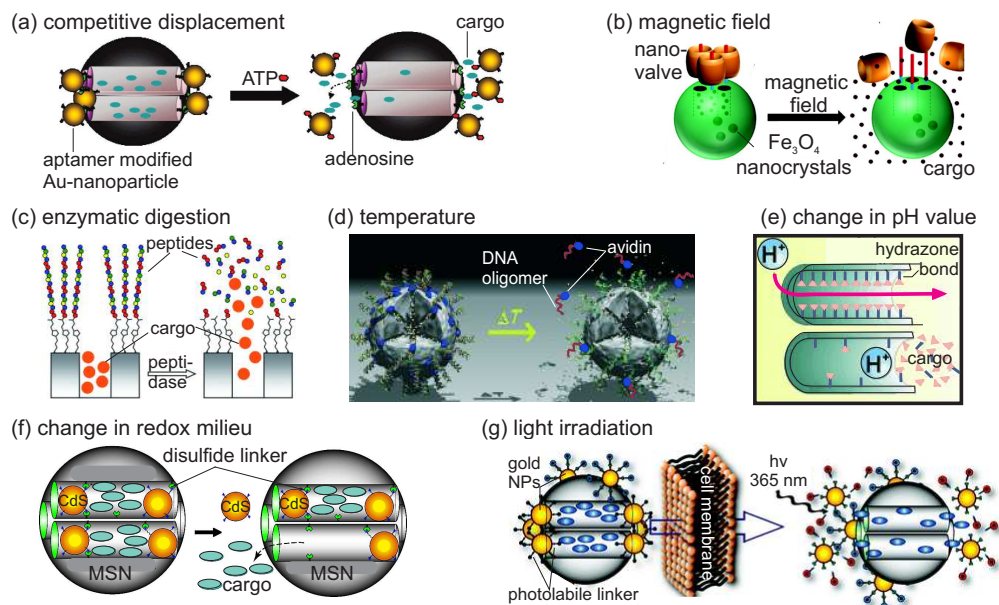 (a) competitive displacement
cargo
ATP
adenosine
aptamer modified
Au-nanoparticle
(b) magnetic field
nano-
valve
magnetic
field
Fe₃O₄
nanocrystals
cargo
(c) enzymatic digestion
peptides
cargo
pepti-
dase
(d) temperature
DNA
oligomer
avidin
ΔT
ΔT
(e) change in pH value
H⁺
hydrazone
bond
H⁺
cargo
(f) change in redox milieu
disulfide linker
CdS
CdS
CdS
MSN
cargo
MSN
(g) light irradiation
gold
NPs
cell membrane
hv
365 nm
photolabile linker